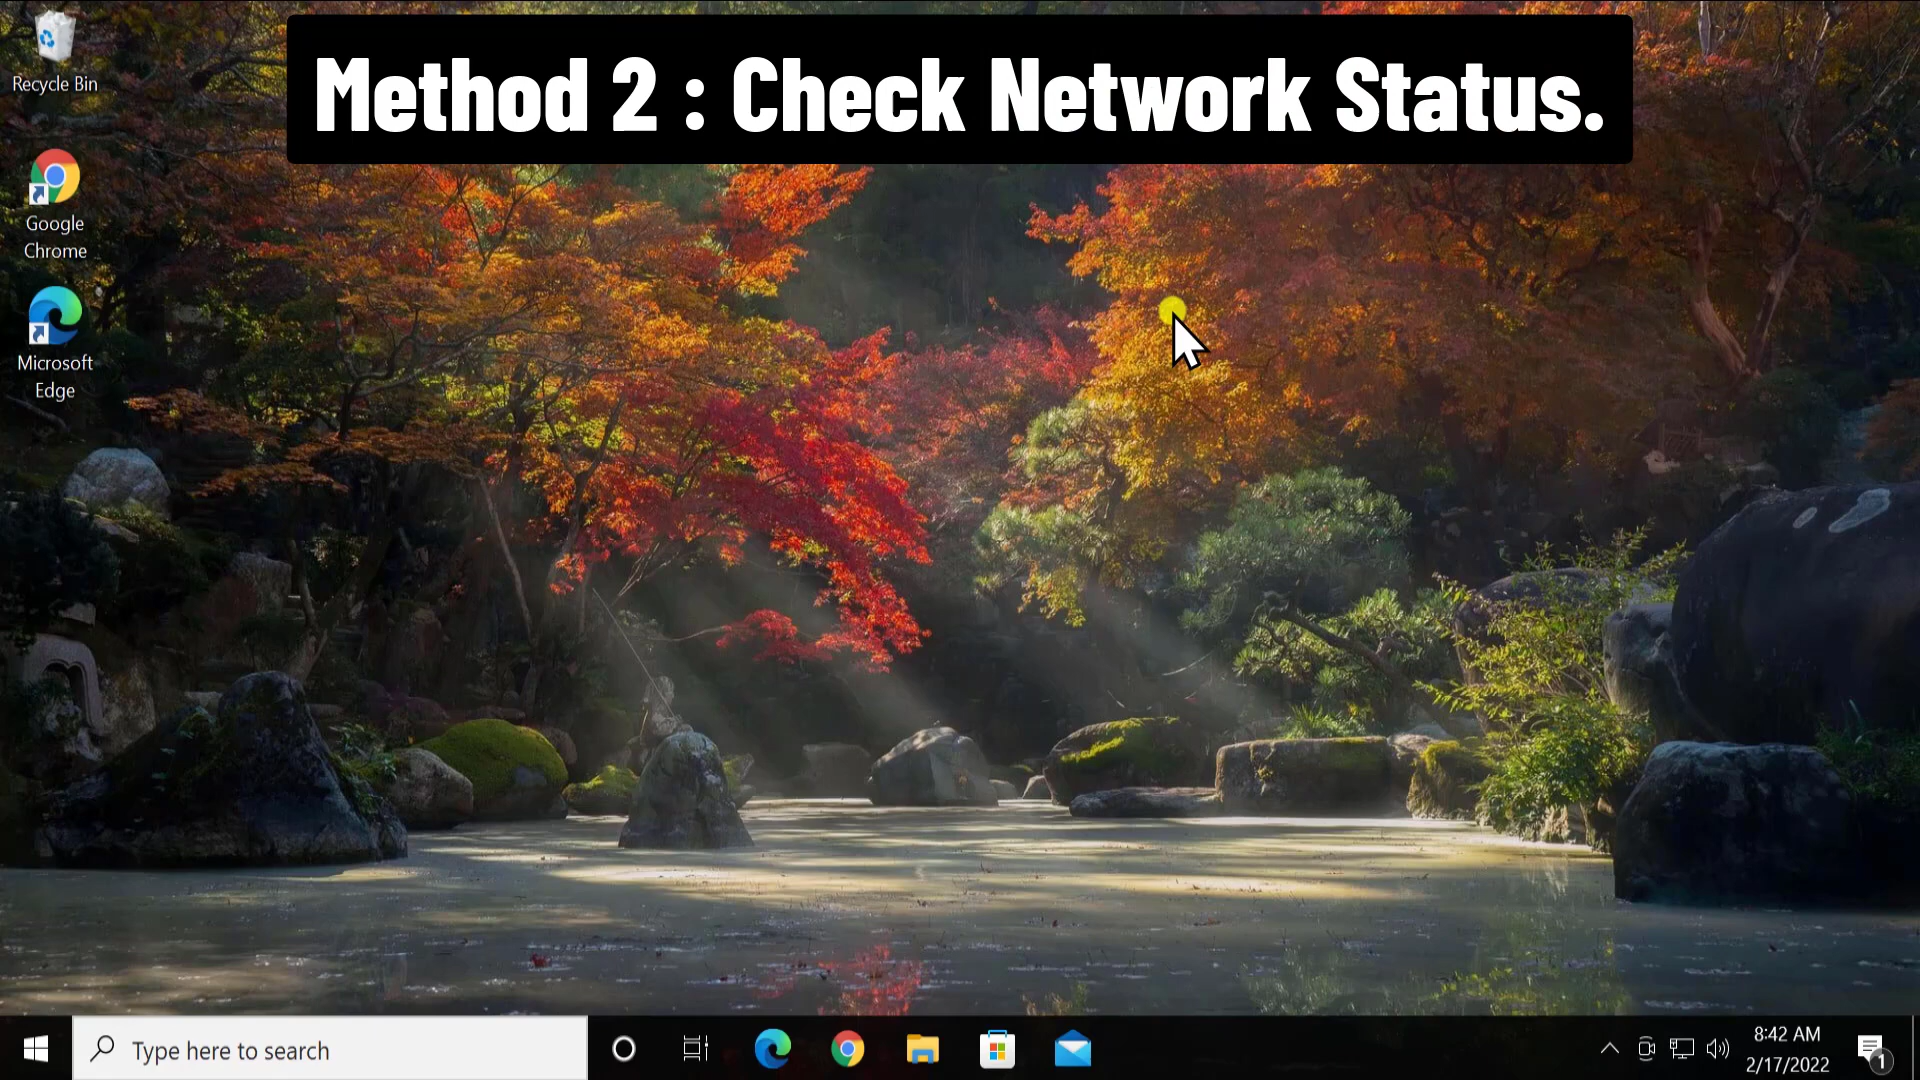 Method 2 : Check Network Status.
Recycle Bin
Google
Chrome
Microsoft
Edge
Type here to search
8:42 AM
2/17/2022
1